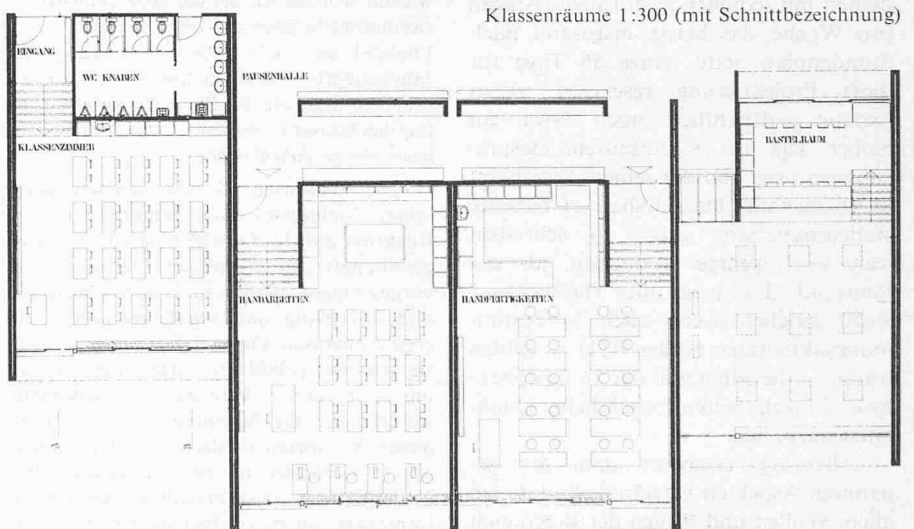 Klassenräume 1:300 (mit Schnittbezeichnung)
EINGANG
WC KNABEN
PAUSENHALLE
KLASSENZIMMER
BASTELRAUM
HANDARBEITEN
HANDFERTIGKEITEN